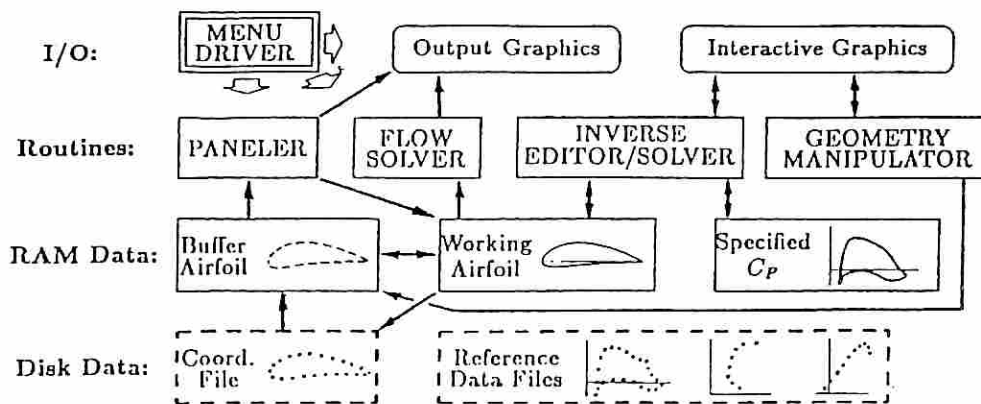 I/O:
MENU
DRIVER
Output Graphics
Interactive Graphics
Routines:
PANELER
FLOW
SOLVER
INVERSE
EDITOR/SOLVER
GEOMETRY
MANIPULATOR
RAM Data:
Buffer
Airfoil
Working
Airfoil
Specified
CP
Disk Data:
Coord.
File
Reference
Data Files